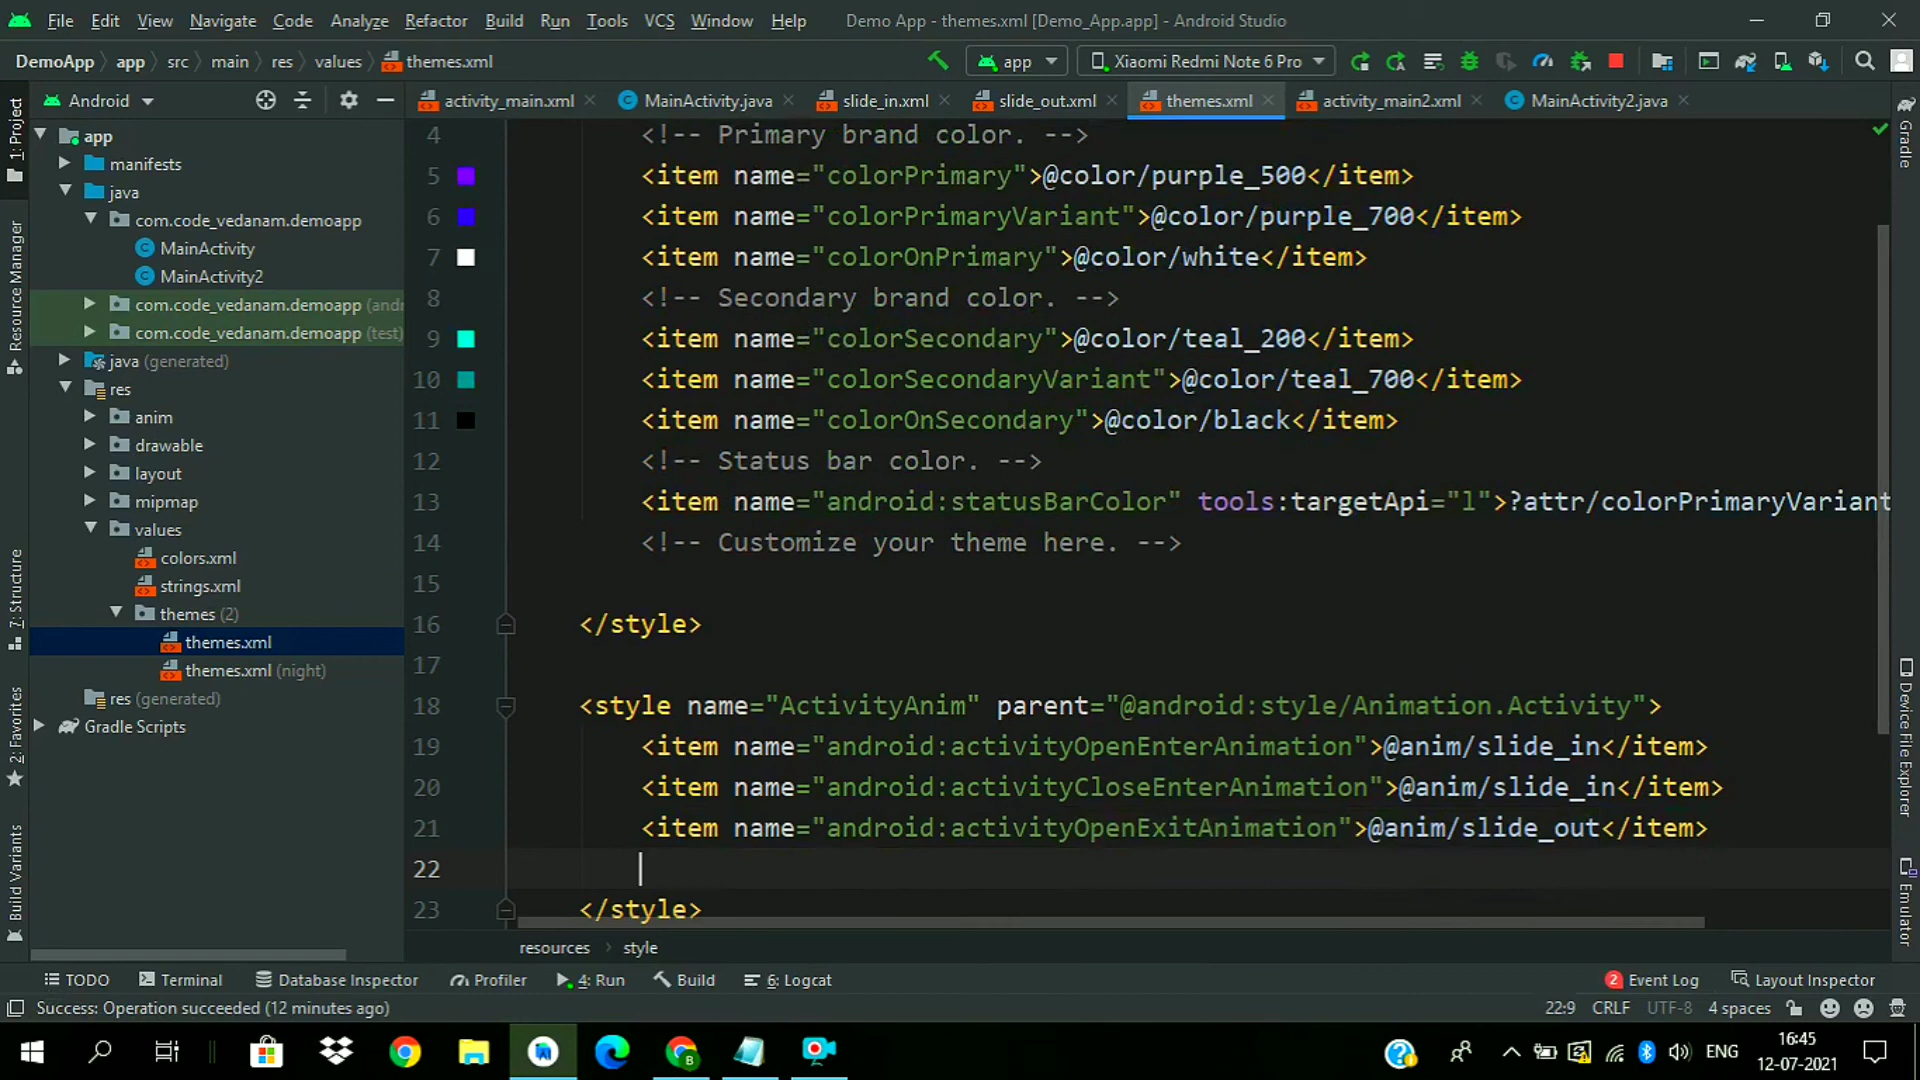 File Edit View Navigate Code Analyze Refactor Build Run Tools VCS Window Help Demo App - themes.xml [Demo_App.app] - Android Studio
DemoApp app src main res values themes.xml app Xiaomi Redmi Note 6 Pro
Android activity_main.xml MainActivity.java slide_in.xml slide_out.xml themes.xml activity_main2.xml MainActivity2.java
1: Project
Resource Manager
7: Structure
2: Favorites
Build Variants
app
manifests
java
com.code_vedanam.demoapp
MainActivity
MainActivity2
com.code_vedanam.demoapp (andr
com.code_vedanam.demoapp (test)
java (generated)
res
anim
drawable
layout
mipmap
values
colors.xml
strings.xml
themes (2)
themes.xml
themes.xml (night)
res (generated)
Gradle Scripts
4 <!-- Primary brand color. -->
5 <item name="colorPrimary">@color/purple_500</item>
6 <item name="colorPrimaryVariant">@color/purple_700</item>
7 <item name="colorOnPrimary">@color/white</item>
8 <!-- Secondary brand color. -->
9 <item name="colorSecondary">@color/teal_200</item>
10 <item name="colorSecondaryVariant">@color/teal_700</item>
11 <item name="colorOnSecondary">@color/black</item>
12 <!-- Status bar color. -->
13 <item name="android:statusBarColor" tools:targetApi="l">?attr/colorPrimaryVariant
14 <!-- Customize your theme here. -->
15
16 </style>
17
18 <style name="ActivityAnim" parent="@android:style/Animation.Activity">
19 <item name="android:activityOpenEnterAnimation">@anim/slide_in</item>
20 <item name="android:activityCloseEnterAnimation">@anim/slide_in</item>
21 <item name="android:activityOpenExitAnimation">@anim/slide_out</item>
22
23 </style>
Gradle
Device File Explorer
Emulator
resources style
TODO Terminal Database Inspector Profiler 4: Run Build 6: Logcat 2 Event Log Layout Inspector
Success: Operation succeeded (12 minutes ago) 22:9 CRLF UTF-8 4 spaces
ENG 16:45
12-07-2021